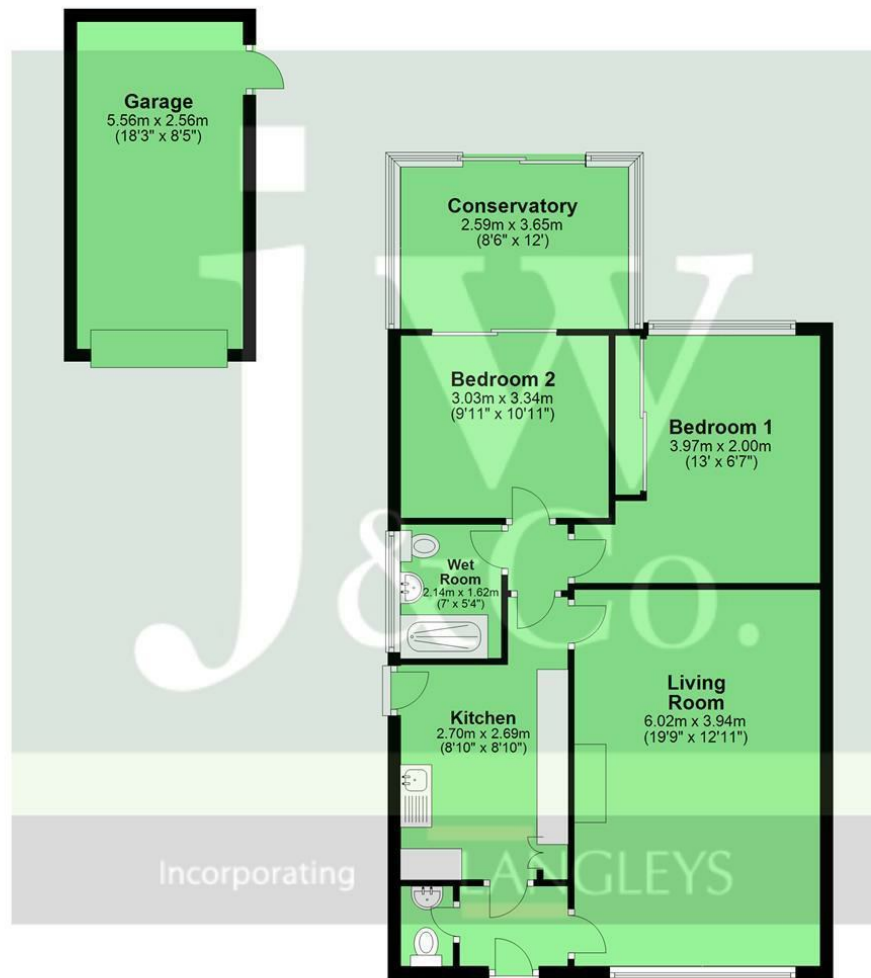 Garage
5.56m x 2.56m
(18'3" x 8'5")
Conservatory
2.59m x 3.65m
(8'6" x 12')
Bedroom 2
3.03m x 3.34m
(9'11" x 10'11")
Bedroom 1
3.97m x 2.00m
(13' x 6'7")
Wet
Room
2.14m x 1.62m
(7' x 5'4")
Living
Room
6.02m x 3.94m
(19'9" x 12'11")
Kitchen
2.70m x 2.69m
(8'10" x 8'10")
jw
&Co.
Incorporating LANGLEYS